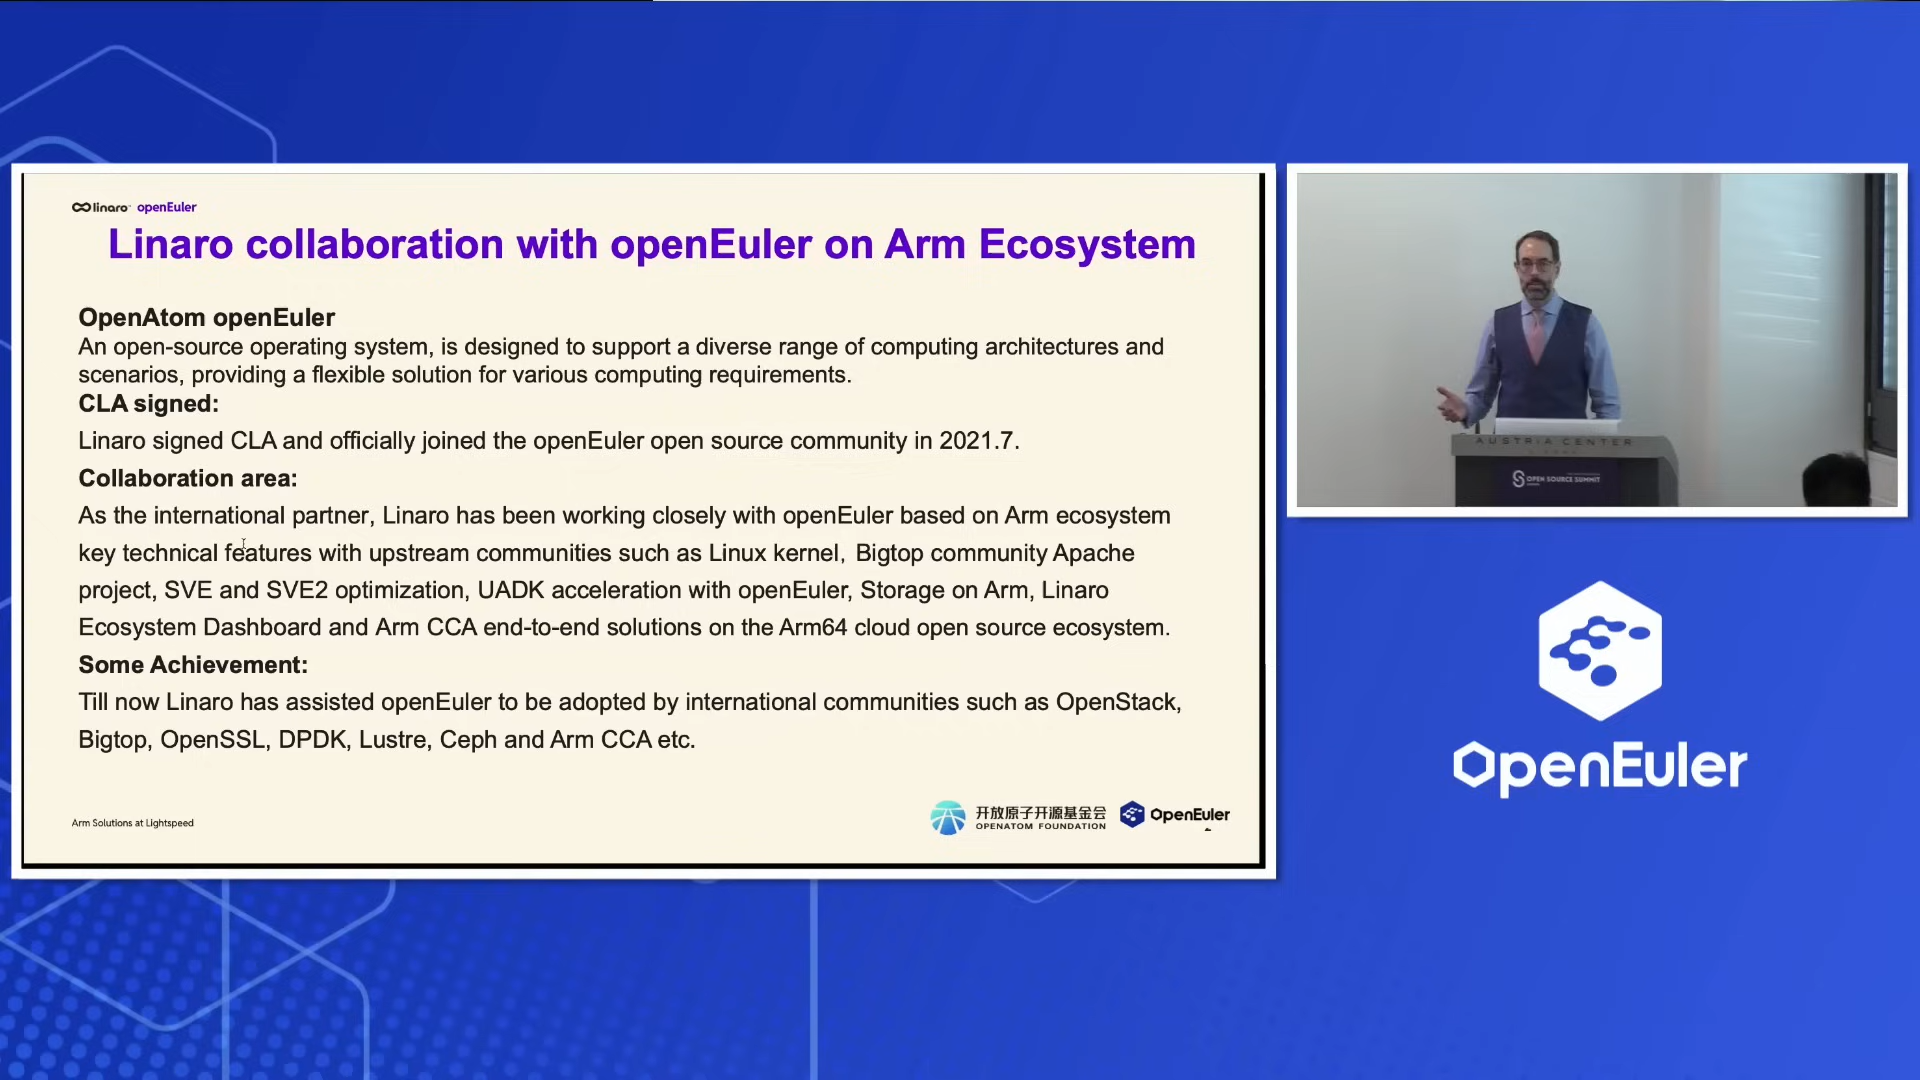 linaro openEuler
Linaro collaboration with openEuler on Arm Ecosystem
OpenAtom openEuler
An open-source operating system, is designed to support a diverse range of computing architectures and
scenarios, providing a flexible solution for various computing requirements.
CLA signed:
Linaro signed CLA and officially joined the openEuler open source community in 2021.7.
Collaboration area:
As the international partner, Linaro has been working closely with openEuler based on Arm ecosystem
key technical features with upstream communities such as Linux kernel, Bigtop community Apache
project, SVE and SVE2 optimization, UADK acceleration with openEuler, Storage on Arm, Linaro
Ecosystem Dashboard and Arm CCA end-to-end solutions on the Arm64 cloud open source ecosystem.
Some Achievement:
Till now Linaro has assisted openEuler to be adopted by international communities such as OpenStack,
Bigtop, OpenSSL, DPDK, Lustre, Ceph and Arm CCA etc.
Arm Solutions at Lightspeed
开放原子开源基金会
OPENATOM FOUNDATION
OpenEuler
AUSTRIA CENTER
OPEN SOURCE SUMMIT
OpenEuler